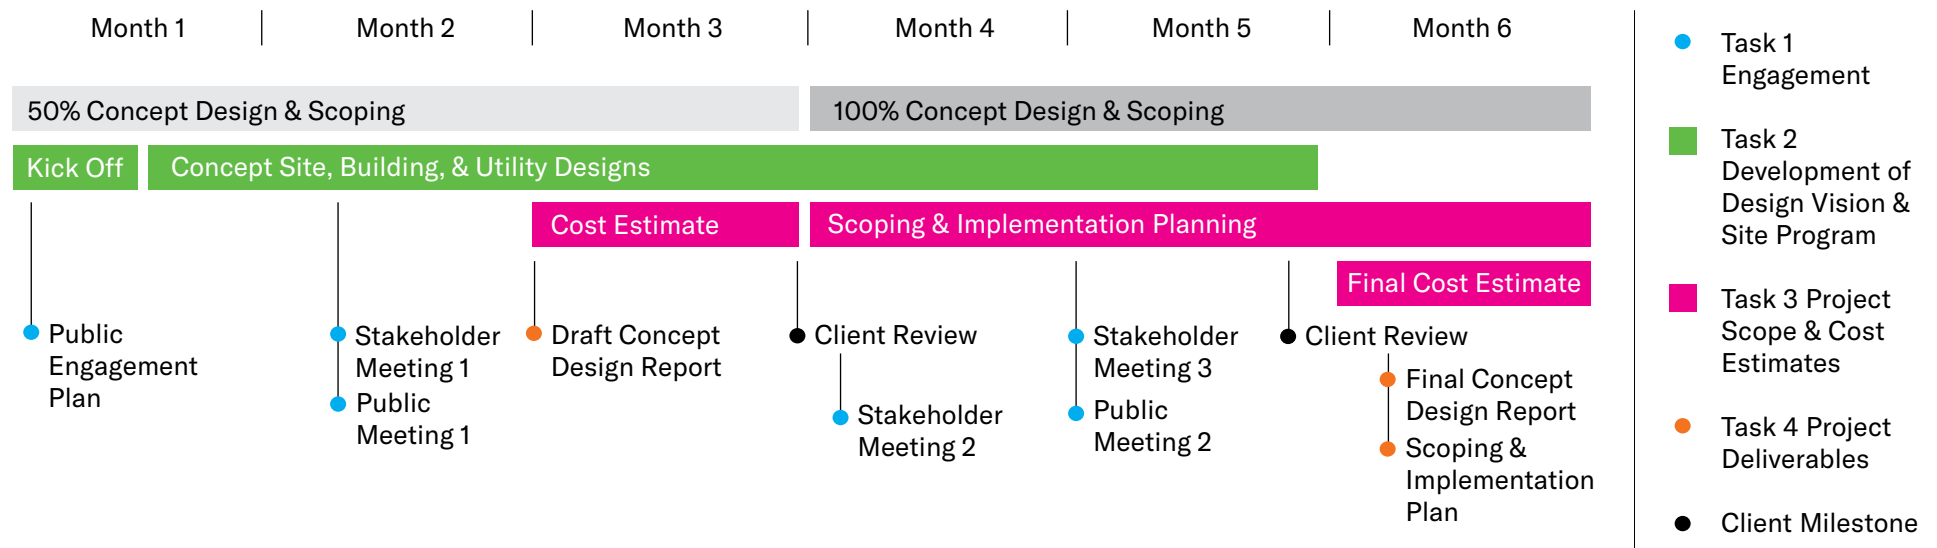 Month 1
Month 2
Month 3
Month 4
Month 5
Month 6
50% Concept Design & Scoping
100% Concept Design & Scoping
Kick Off
Concept Site, Building, & Utility Designs
Cost Estimate
Scoping & Implementation Planning
Final Cost Estimate
Public
Engagement
Plan
Stakeholder
Meeting 1
Public
Meeting 1
Draft Concept
Design Report
Client Review
Stakeholder
Meeting 2
Stakeholder
Meeting 3
Public
Meeting 2
Client Review
Final Concept
Design Report
Scoping &
Implementation
Plan
Task 1
Engagement
Task 2
Development of
Design Vision &
Site Program
Task 3 Project
Scope & Cost
Estimates
Task 4 Project
Deliverables
Client Milestone